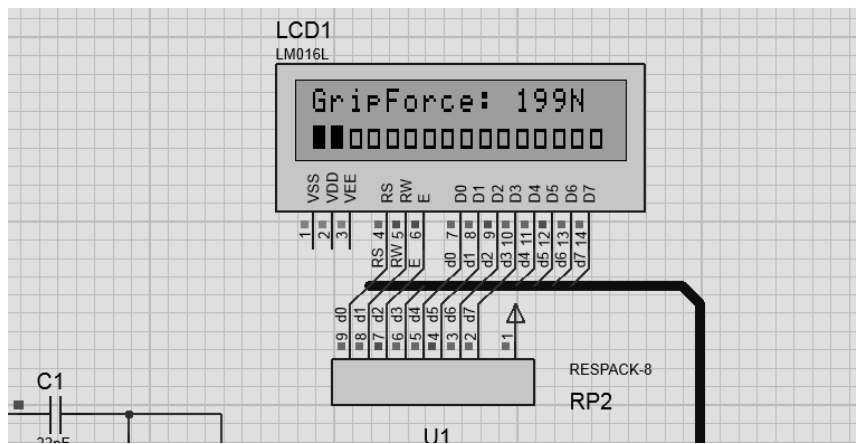 LCD1
LM016L
GripForce: 199N
VSS VDD VEE RS RW E D0 D1 D2 D3 D4 D5 D6 D7
1 2 3 4 5 6 7 8 9 10 11 12 13 14
RS RW E d0 d1 d2 d3 d4 d5 d6 d7
d0 d1 d2 d3 d4 d5 d6 d7
9 8 7 6 5 4 3 2 1
RESPACK-8
RP2
C1
U1
22pF